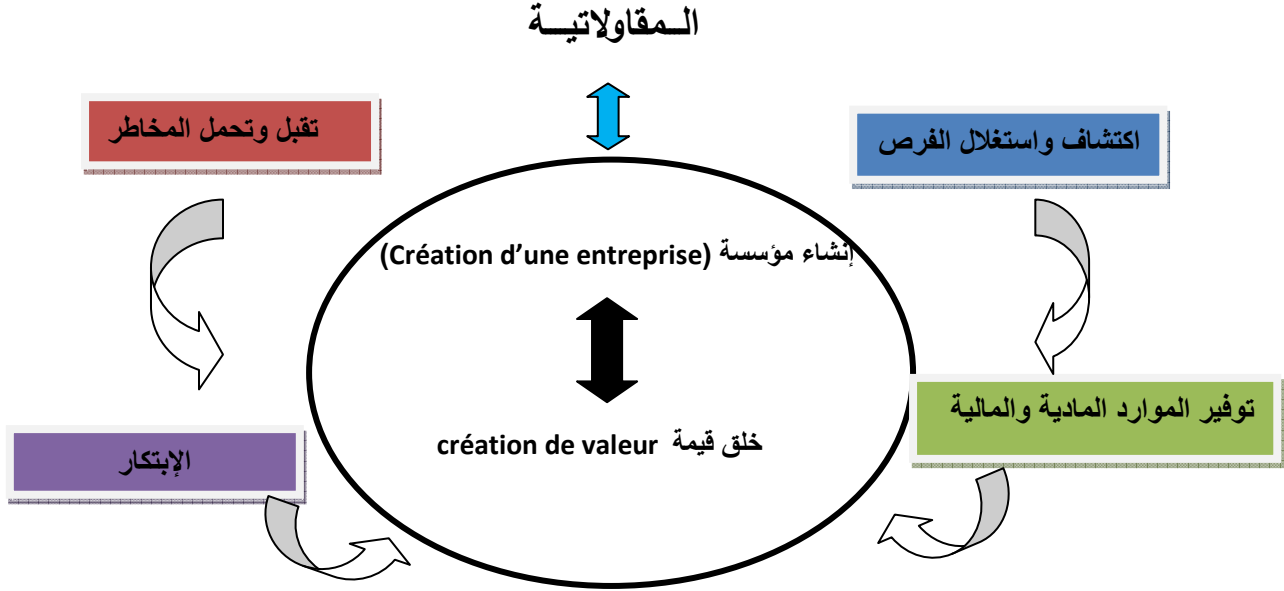 الــمقاولاتيـــة
اكتشاف واستغلال الفرص
تقبل وتحمل المخاطر
إنشاء مؤسسة (Création d’une entreprise)
توفير الموارد المادية والمالية
خلق قيمة création de valeur
الإبتكار